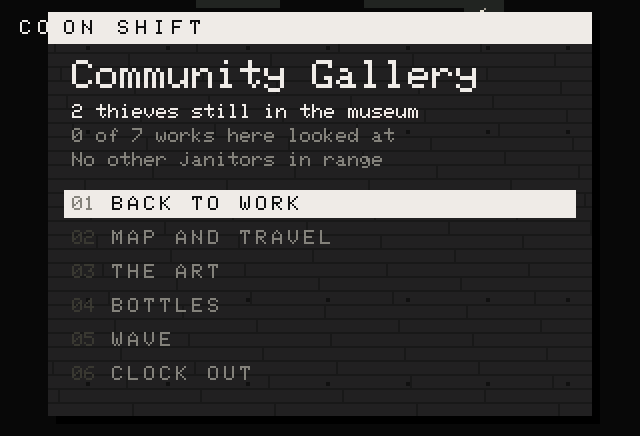 CO
ON SHIFT
Community Gallery
2 thieves still in the museum
0 of 7 works here looked at
No other janitors in range
01 BACK TO WORK
02 MAP AND TRAVEL
03 THE ART
04 BOTTLES
05 WAVE
06 CLOCK OUT